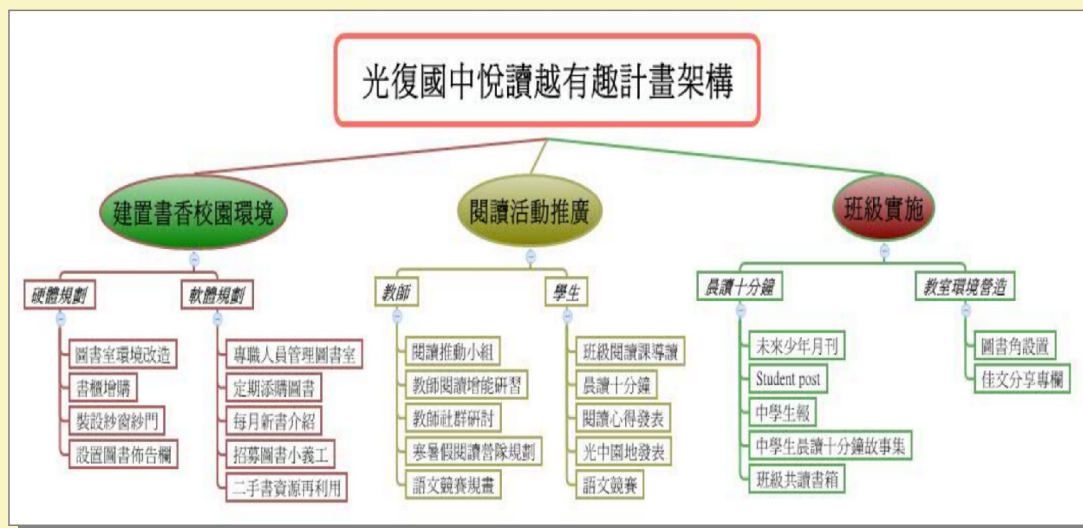 光復國中悅讀越有趣計畫架構
建置書香校園環境
硬體規劃
圖書室環境改造
書櫃增購
裝設紗窗紗門
設置圖書佈告欄
軟體規劃
專職人員管理圖書室
定期添購圖書
每月新書介紹
招募圖書小義工
二手書資源再利用
閱讀活動推廣
教師
閱讀推動小組
教師閱讀增能研習
教師社群研討
寒暑假閱讀營隊規劃
語文競賽規畫
學生
班級閱讀課導讀
晨讀十分鐘
閱讀心得發表
光中園地發表
語文競賽
班級實施
晨讀十分鐘
未來少年月刊
Student post
中學生報
中學生晨讀十分鐘故事集
班級共讀書箱
教室環境營造
圖書角設置
佳文分享專欄